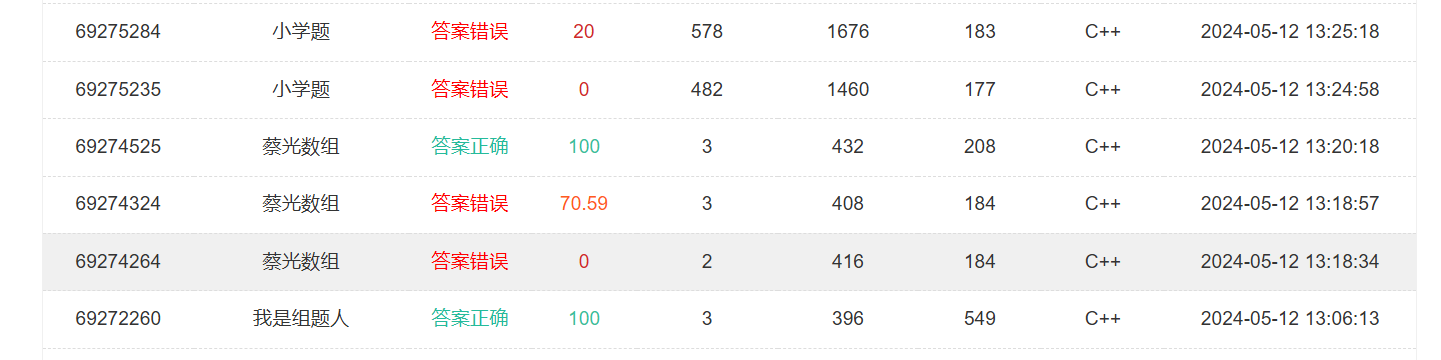 69275284 小学题 答案错误 20 578 1676 183 C++ 2024-05-12 13:25:18
69275235 小学题 答案错误 0 482 1460 177 C++ 2024-05-12 13:24:58
69274525 蔡光数组 答案正确 100 3 432 208 C++ 2024-05-12 13:20:18
69274324 蔡光数组 答案错误 70.59 3 408 184 C++ 2024-05-12 13:18:57
69274264 蔡光数组 答案错误 0 2 416 184 C++ 2024-05-12 13:18:34
69272260 我是组题人 答案正确 100 3 396 549 C++ 2024-05-12 13:06:13